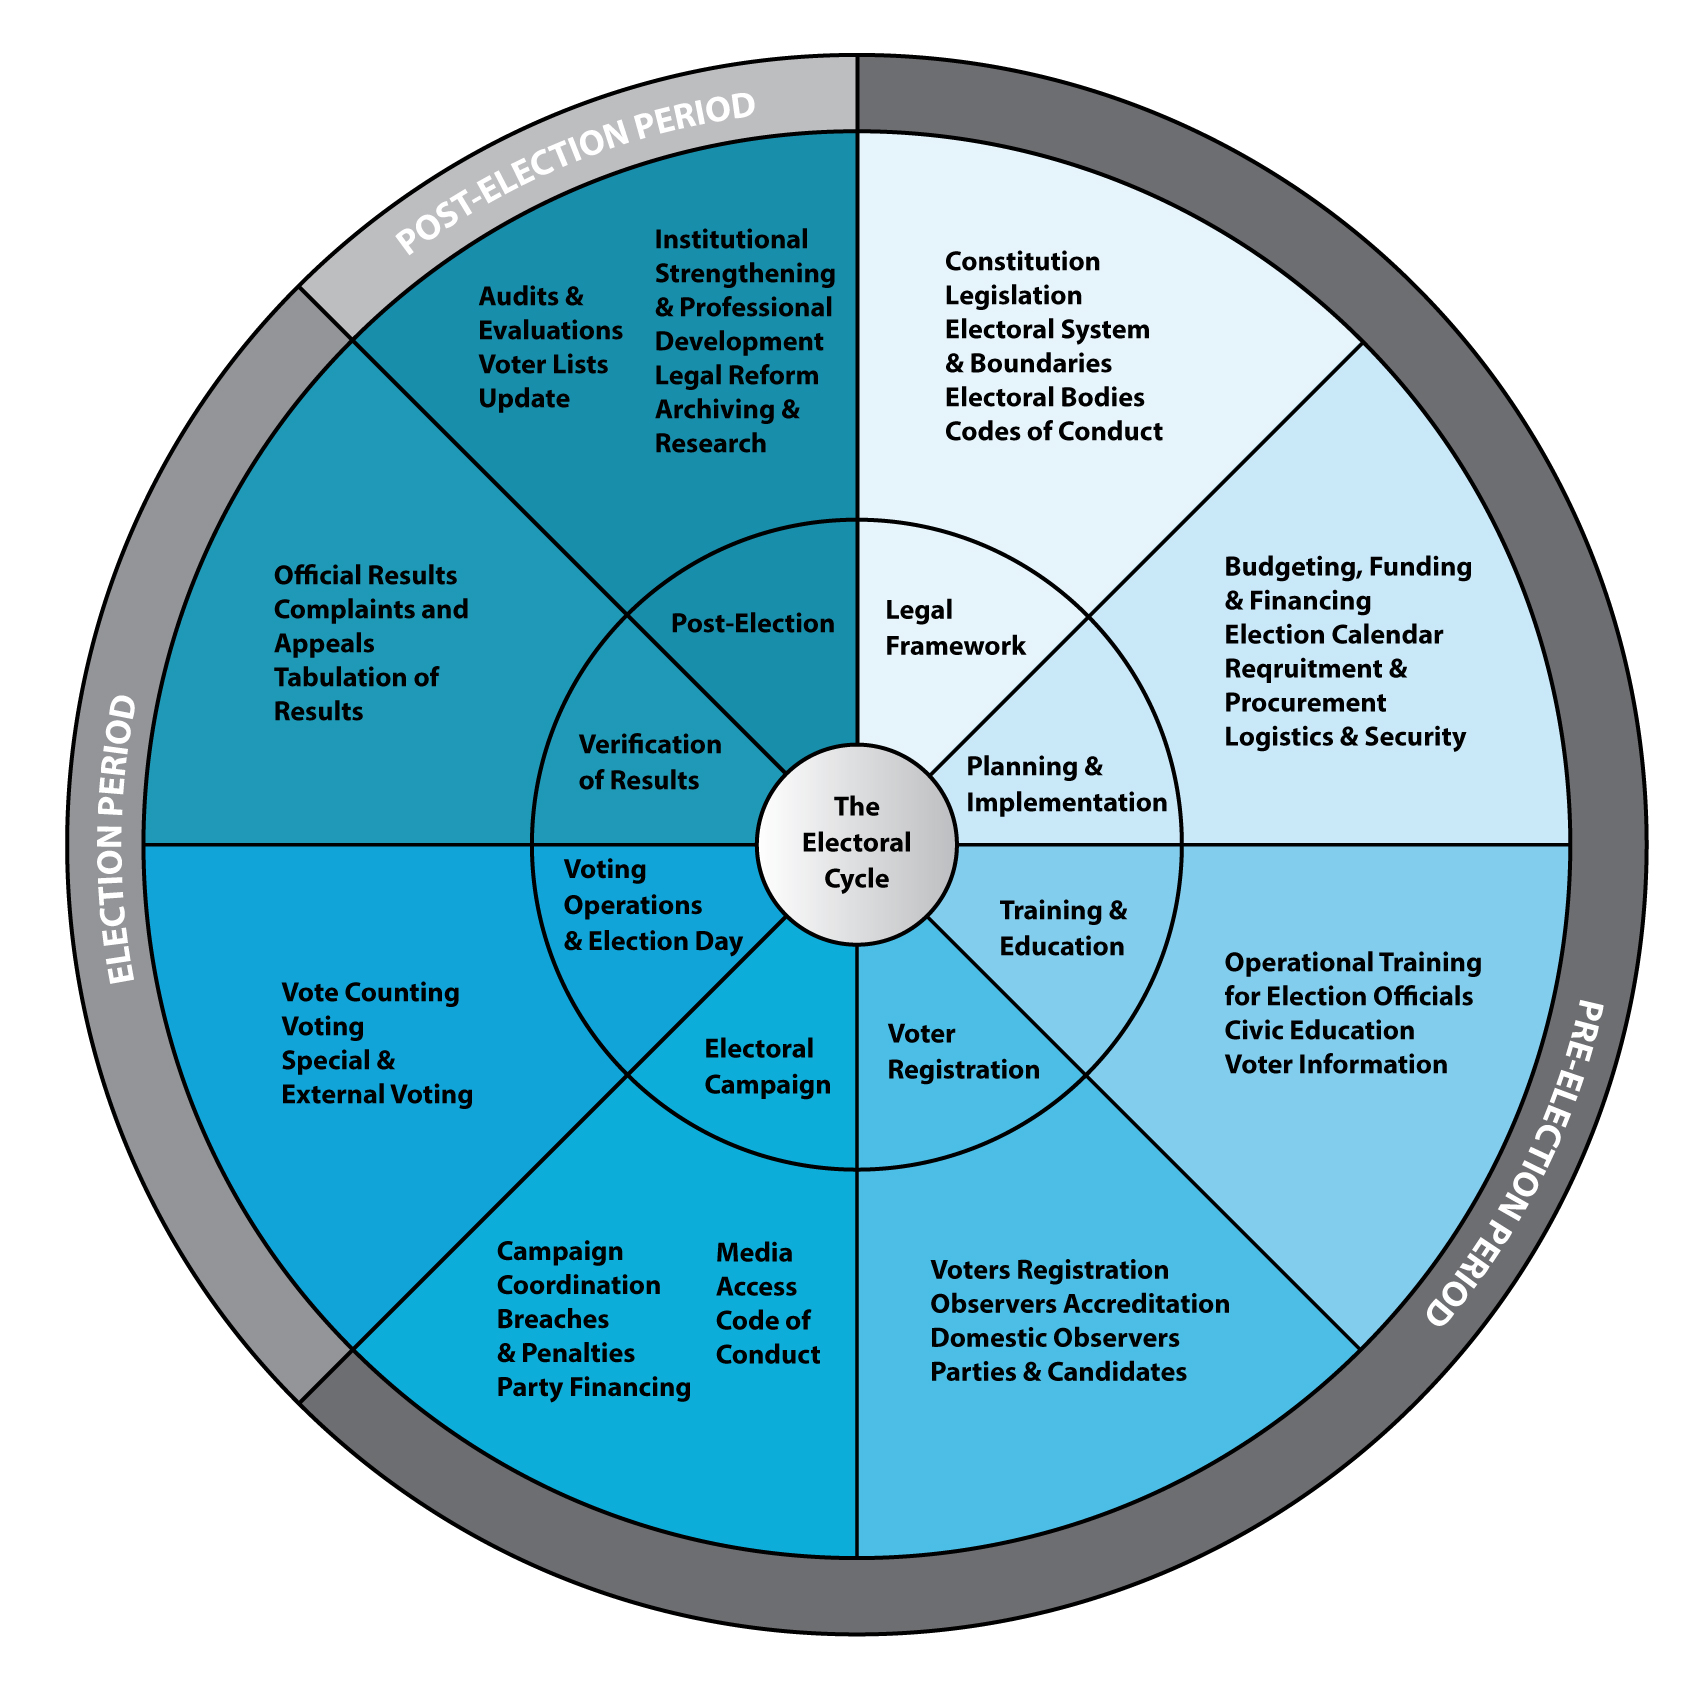 POST-ELECTION PERIOD
Institutional
Strengthening
& Professional
Development
Legal Reform
Archiving &
Research
Audits &
Evaluations
Voter Lists
Update
Constitution
Legislation
Electoral System
& Boundaries
Electoral Bodies
Codes of Conduct
Official Results
Complaints and
Appeals
Tabulation of
Results
Post-Election
Legal
Framework
Budgeting, Funding
& Financing
Election Calendar
Reqruitment &
Procurement
Logistics & Security
Verification
of Results
Planning &
Implementation
The
Electoral
Cycle
ELECTION PERIOD
Voting
Operations
& Election Day
Training &
Education
Vote Counting
Voting
Special &
External Voting
Operational Training
for Election Officials
Civic Education
Voter Information
Electoral
Campaign
Voter
Registration
PRE-ELECTION PERIOD
Campaign
Coordination
Breaches
& Penalties
Party Financing
Media
Access
Code of
Conduct
Voters Registration
Observers Accreditation
Domestic Observers
Parties & Candidates